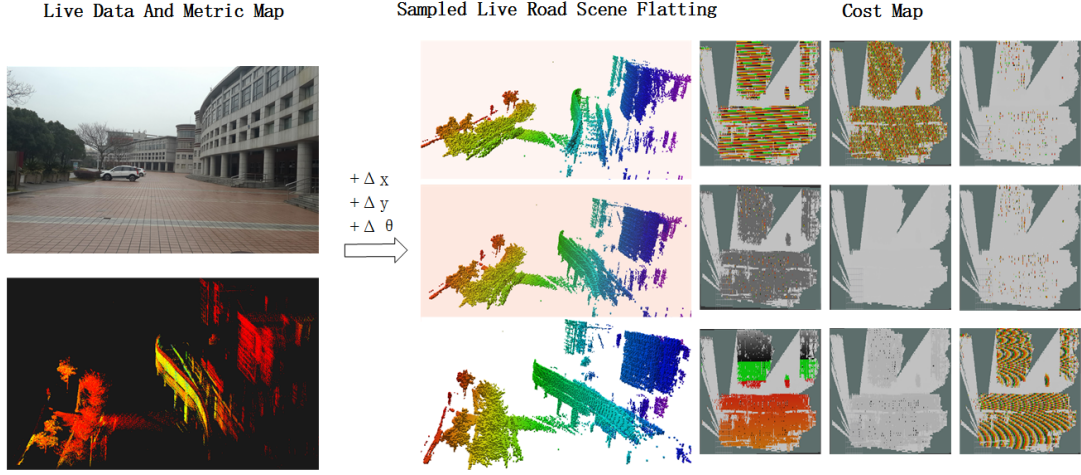 Live Data And Metric Map
Sampled Live Road Scene Flatting
Cost Map
+ Δ x
+ Δ y
+ Δ θ